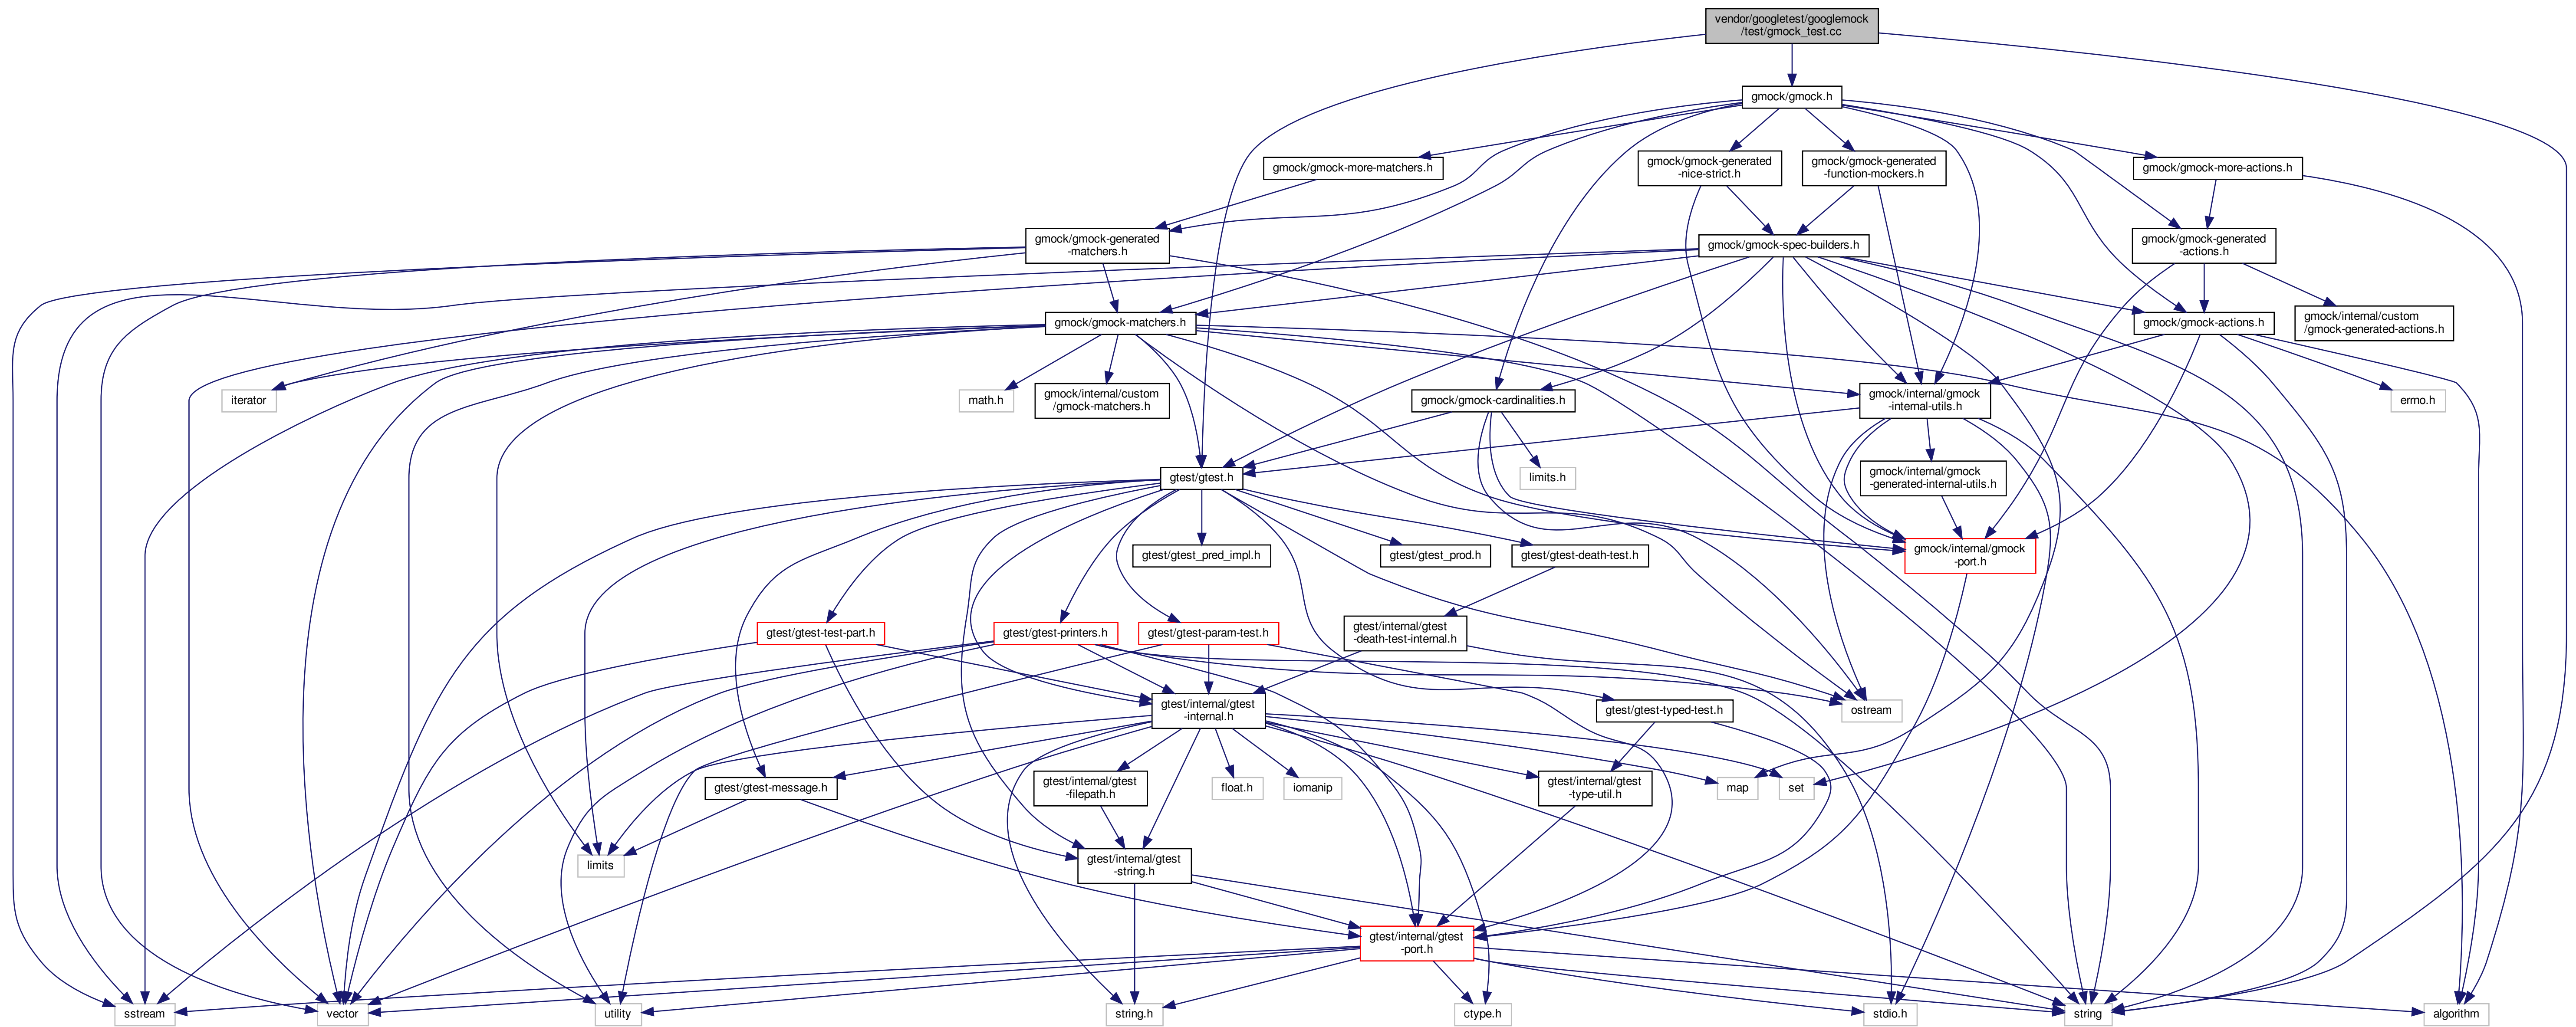 vendor/googletest/googlemock
/test/gmock_test.cc
gmock/gmock.h
gmock/gmock-more-matchers.h
gmock/gmock-generated
-nice-strict.h
gmock/gmock-generated
-function-mockers.h
gmock/gmock-more-actions.h
gmock/gmock-generated
-matchers.h
gmock/gmock-spec-builders.h
gmock/gmock-generated
-actions.h
gmock/gmock-matchers.h
gmock/gmock-actions.h
gmock/internal/custom
/gmock-generated-actions.h
iterator
math.h
gmock/internal/custom
/gmock-matchers.h
gmock/gmock-cardinalities.h
gmock/internal/gmock
-internal-utils.h
errno.h
gtest/gtest.h
limits.h
gmock/internal/gmock
-generated-internal-utils.h
gtest/gtest_pred_impl.h
gtest/gtest_prod.h
gtest/gtest-death-test.h
gmock/internal/gmock
-port.h
gtest/gtest-test-part.h
gtest/gtest-printers.h
gtest/gtest-param-test.h
gtest/internal/gtest
-death-test-internal.h
gtest/internal/gtest
-internal.h
gtest/gtest-typed-test.h
ostream
gtest/gtest-message.h
gtest/internal/gtest
-filepath.h
float.h
iomanip
gtest/internal/gtest
-type-util.h
map
set
limits
gtest/internal/gtest
-string.h
gtest/internal/gtest
-port.h
sstream
vector
utility
string.h
ctype.h
stdio.h
string
algorithm